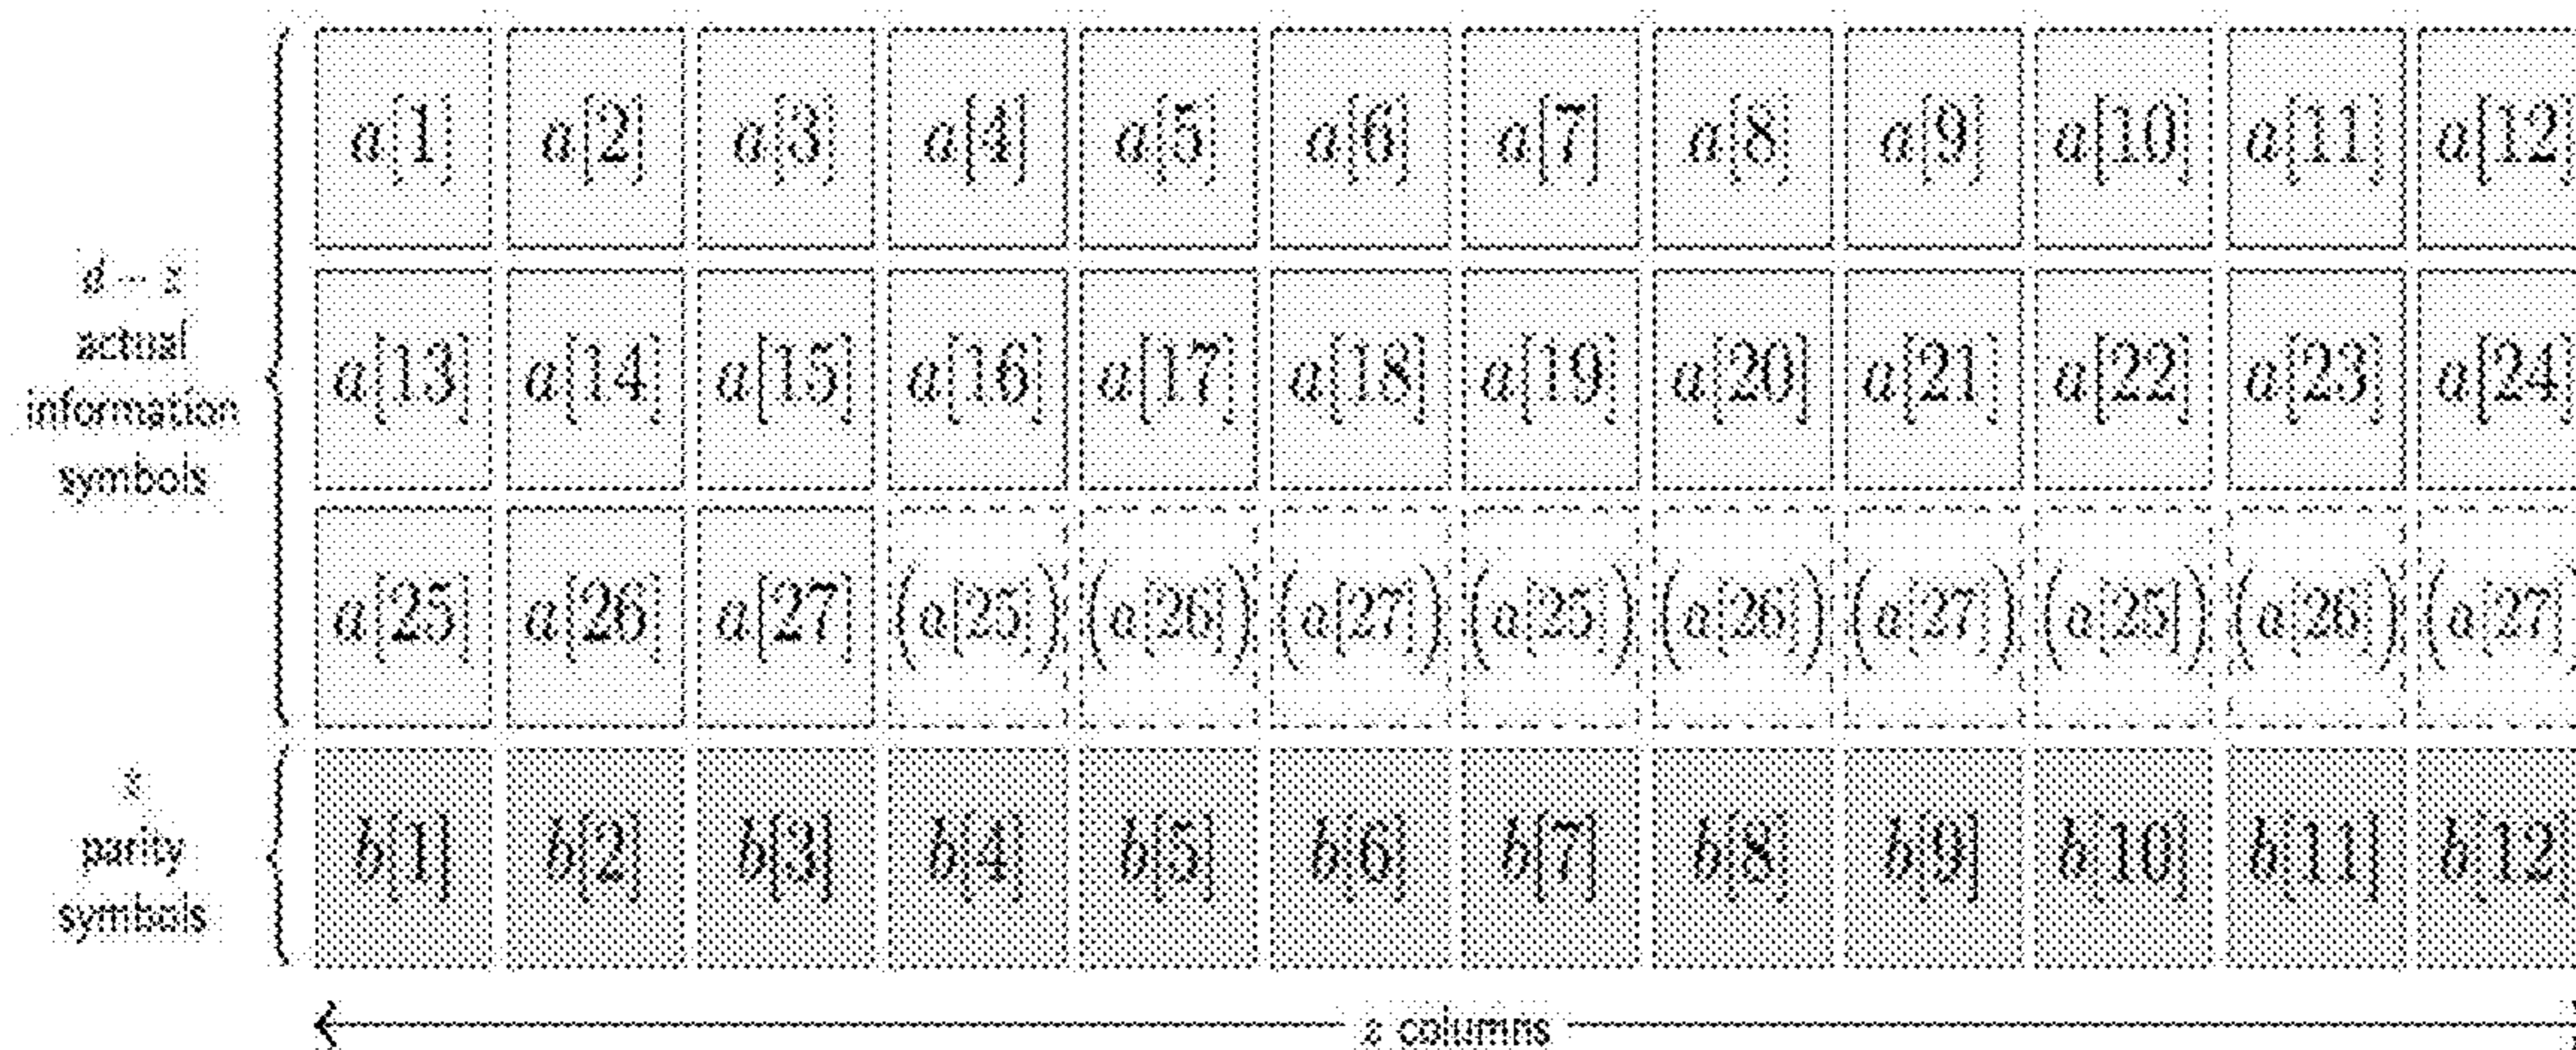 a[1] a[2] a[3] a[4] a[5] a[6] a[7] a[8] a[9] a[10] a[11] a[12]
d − z
actual
information
symbols
a[13] a[14] a[15] a[16] a[17] a[18] a[19] a[20] a[21] a[22] a[23] a[24]
a[25] a[26] a[27] (a[25]) (a[26]) (a[27]) (a[25]) (a[26]) (a[27]) (a[25]) (a[26]) (a[27]
z
parity
symbols
b[1] b[2] b[3] b[4] b[5] b[6] b[7] b[8] b[9] b[10] b[11] b[12]
z columns